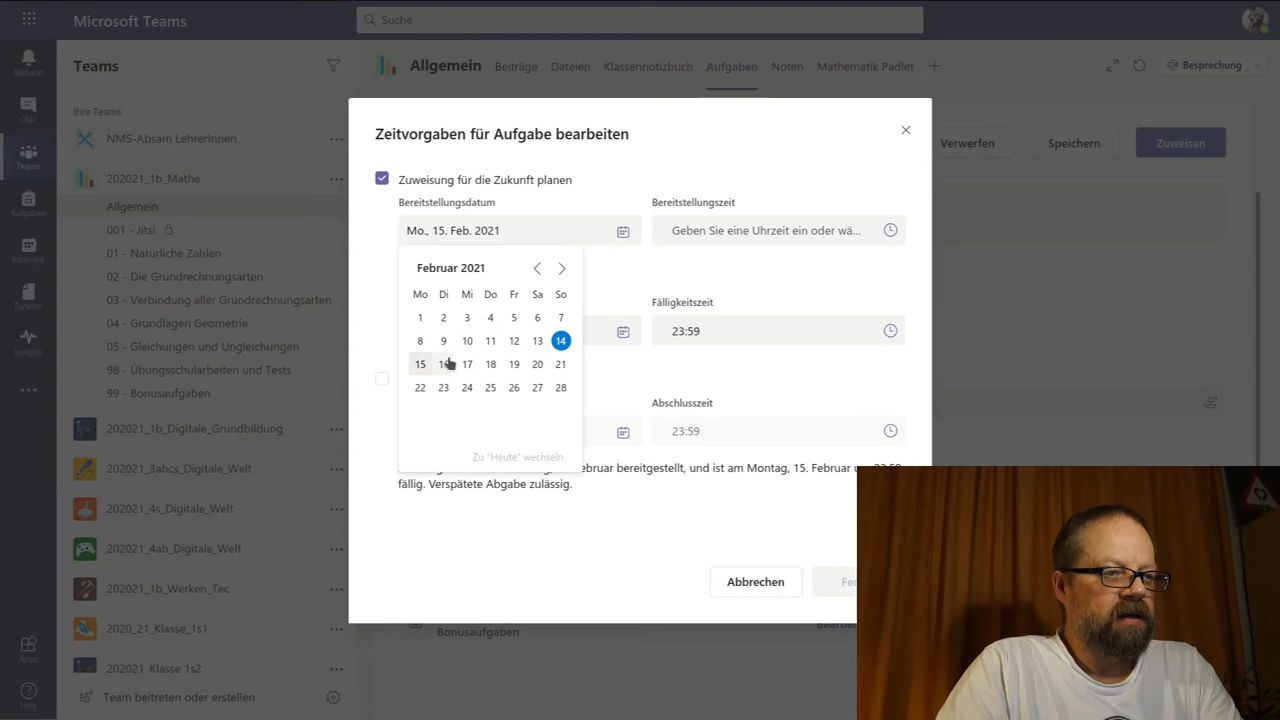 Microsoft Teams
Suche
Aktivität
Chat
Teams
Aufgaben
Kalender
Dateien
Insights
Apps
Hilfe
Teams
Ihre Teams
NMS-Absam LehrerInnen
202021_1b_Mathe
Allgemein
001 - Jitsi
01 - Natürliche Zahlen
02 - Die Grundrechnungsarten
03 - Verbindung aller Grundrechnungsarten
04 - Grundlagen Geometrie
05 - Gleichungen und Ungleichungen
98 - Übungsschularbeiten und Tests
99 - Bonusaufgaben
202021_1b_Digitale_Grundbildung
202021_3abcs_Digitale_Welt
202021_4s_Digitale_Welt
202021_4ab_Digitale_Welt
202021_1b_Werken_Tec
2020_21_Klasse_1s1
202021_Klasse 1s2
Team beitreten oder erstellen
Allgemein
Beiträge
Dateien
Klassennotizbuch
Aufgaben
Noten
Mathematik Padlet
Besprechung
Verwerfen
Speichern
Zuweisen
Zeitvorgaben für Aufgabe bearbeiten
Zuweisung für die Zukunft planen
Bereitstellungsdatum
Bereitstellungszeit
Mo., 15. Feb. 2021
Geben Sie eine Uhrzeit ein oder wä...
Februar 2021
Mo Di Mi Do Fr Sa So
1 2 3 4 5 6 7
8 9 10 11 12 13 14
15 16 17 18 19 20 21
22 23 24 25 26 27 28
Zu "Heute" wechseln
Fälligkeitszeit
23:59
Abschlusszeit
23:59
bereitgestellt, und ist am Montag, 15. Februar
fällig. Verspätete Abgabe zulässig.
Abbrechen
Bonusaufgaben